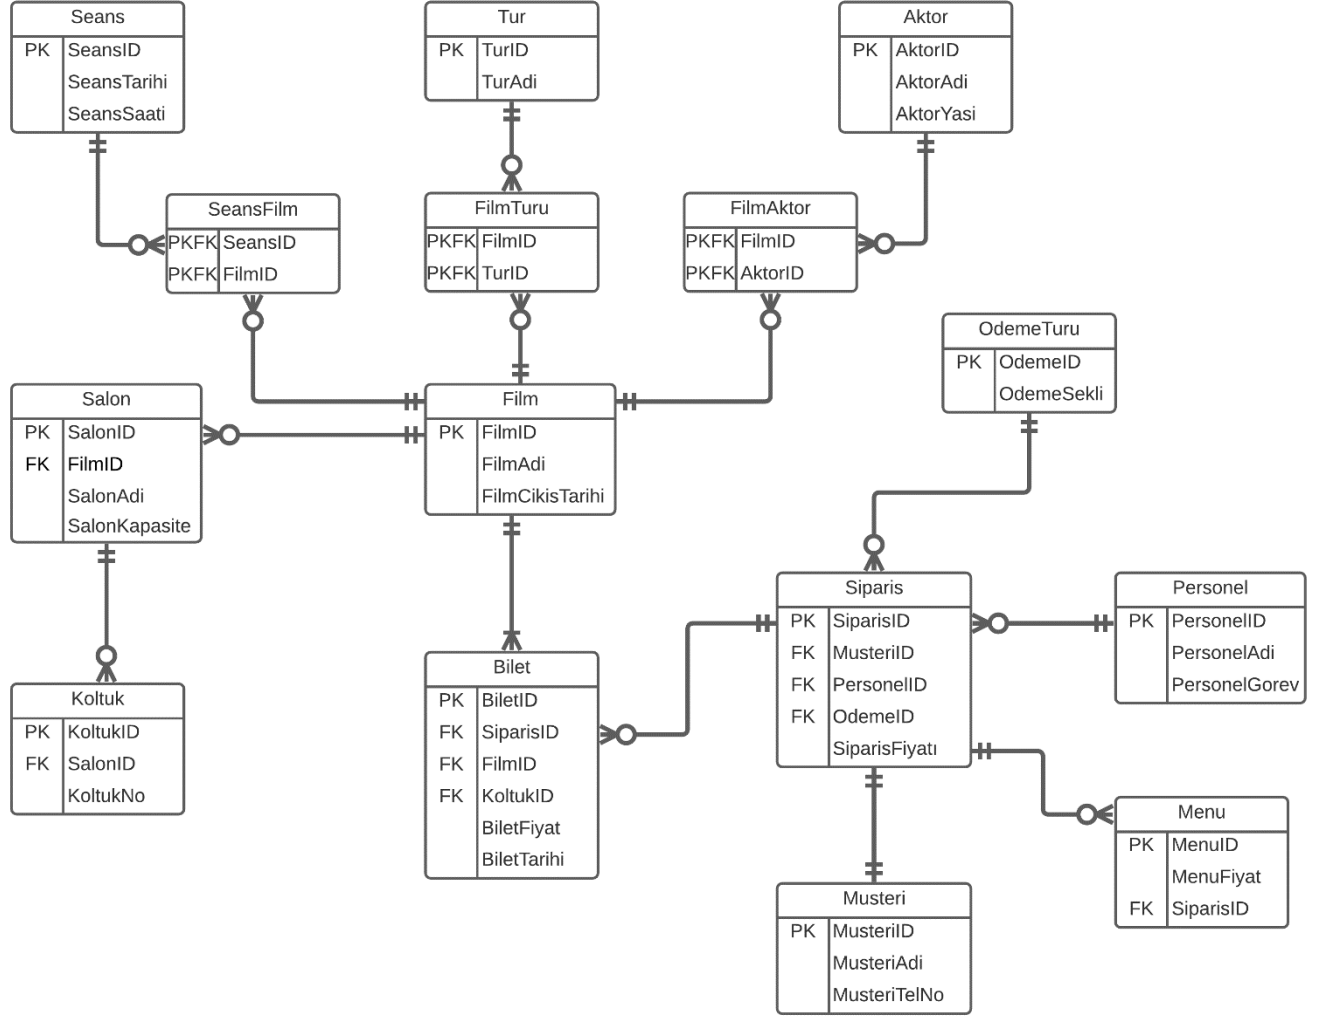 Seans
PK SeansID
SeansTarihi
SeansSaati
Tur
PK TurID
TurAdi
Aktor
PK AktorID
AktorAdi
AktorYasi
SeansFilm
PKFK SeansID
PKFK FilmID
FilmTuru
PKFK FilmID
PKFK TurID
FilmAktor
PKFK FilmID
PKFK AktorID
OdemeTuru
PK OdemeID
OdemeSekli
Salon
PK SalonID
FK FilmID
SalonAdi
SalonKapasite
Film
PK FilmID
FilmAdi
FilmCikisTarihi
Siparis
PK SiparisID
FK MusteriID
FK PersonelID
FK OdemeID
SiparisFiyatı
Personel
PK PersonelID
PersonelAdi
PersonelGorev
Koltuk
PK KoltukID
FK SalonID
KoltukNo
Bilet
PK BiletID
FK SiparisID
FK FilmID
FK KoltukID
BiletFiyat
BiletTarihi
Menu
PK MenuID
MenuFiyat
FK SiparisID
Musteri
PK MusteriID
MusteriAdi
MusteriTelNo